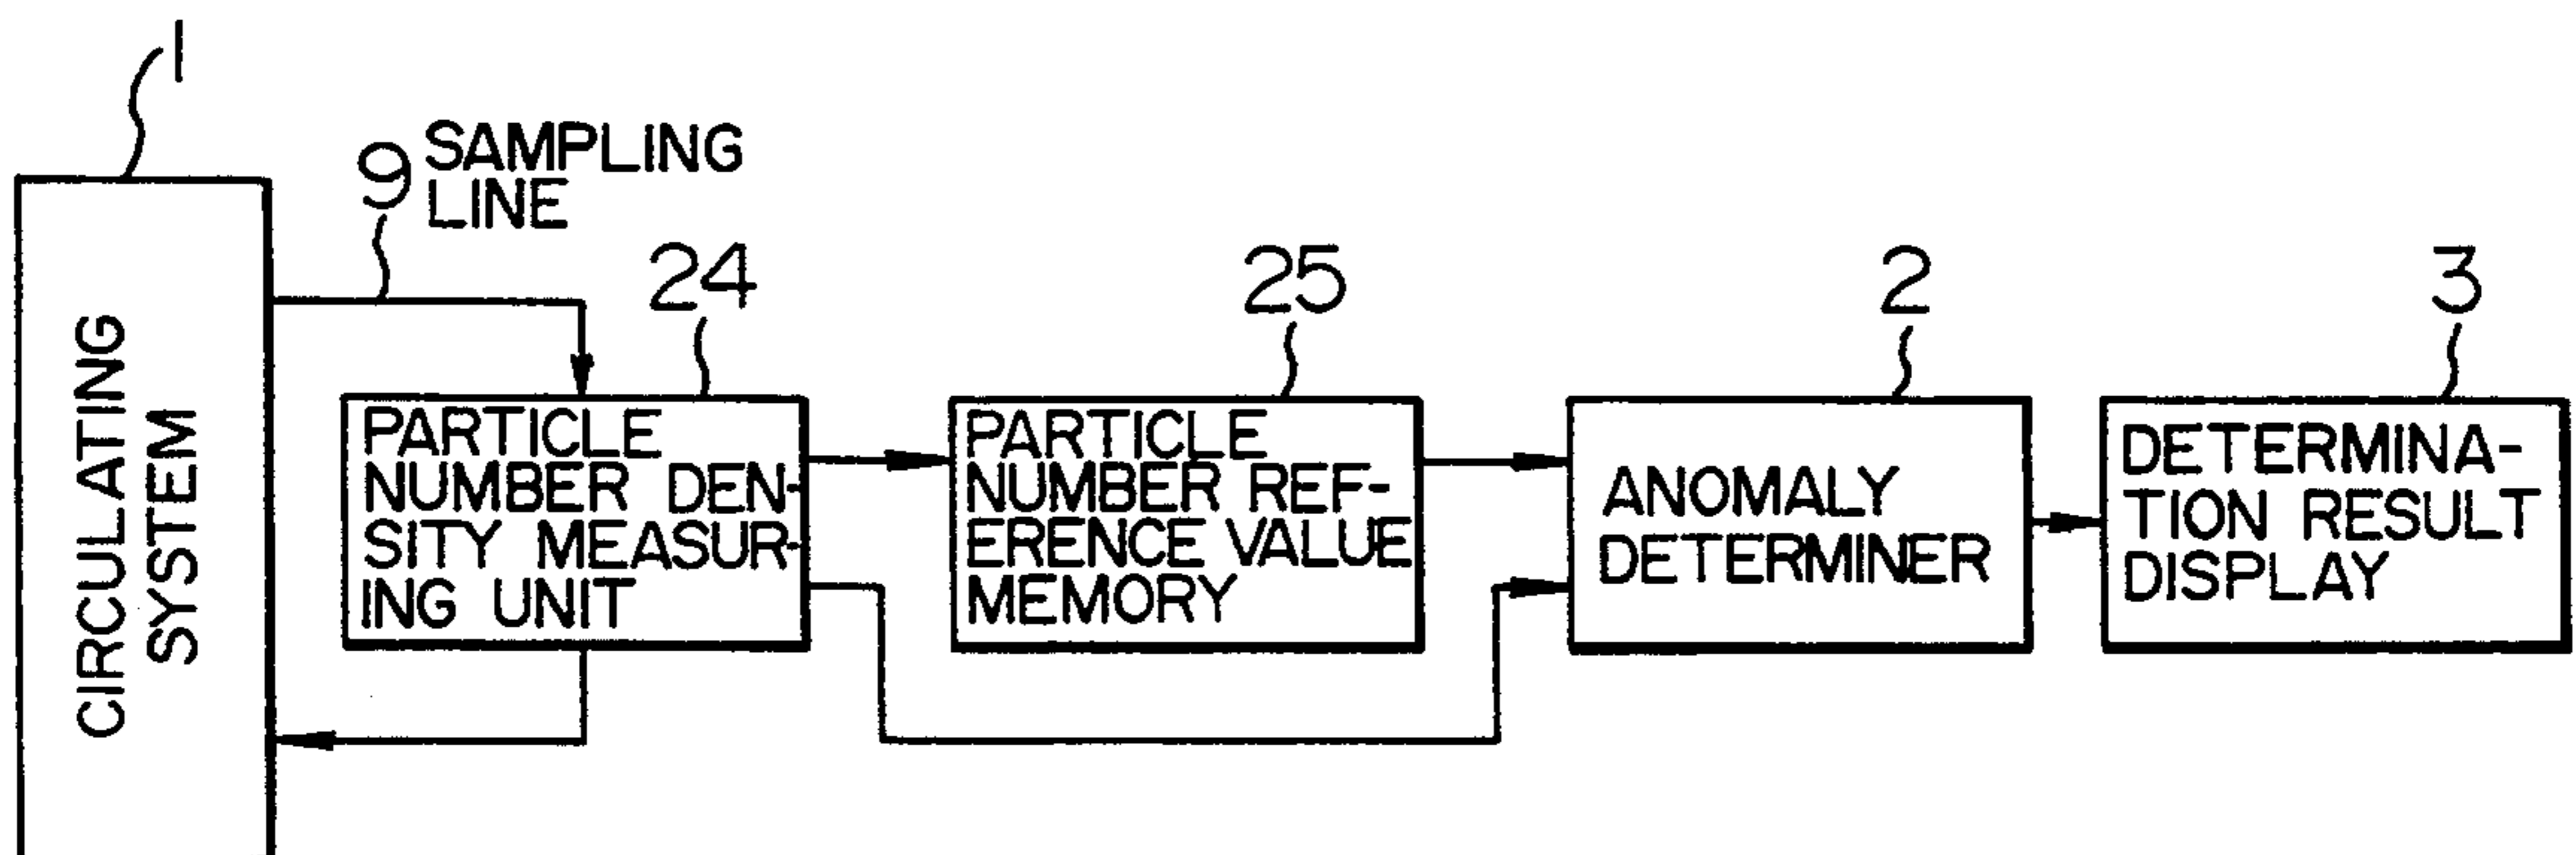 1
9 SAMPLING
LINE
24
25
2
3
CIRCULATING
SYSTEM
PARTICLE
NUMBER DEN-
SITY MEASUR-
ING UNIT
PARTICLE
NUMBER REF-
ERENCE VALUE
MEMORY
ANOMALY
DETERMINER
DETERMINA-
TION RESULT
DISPLAY